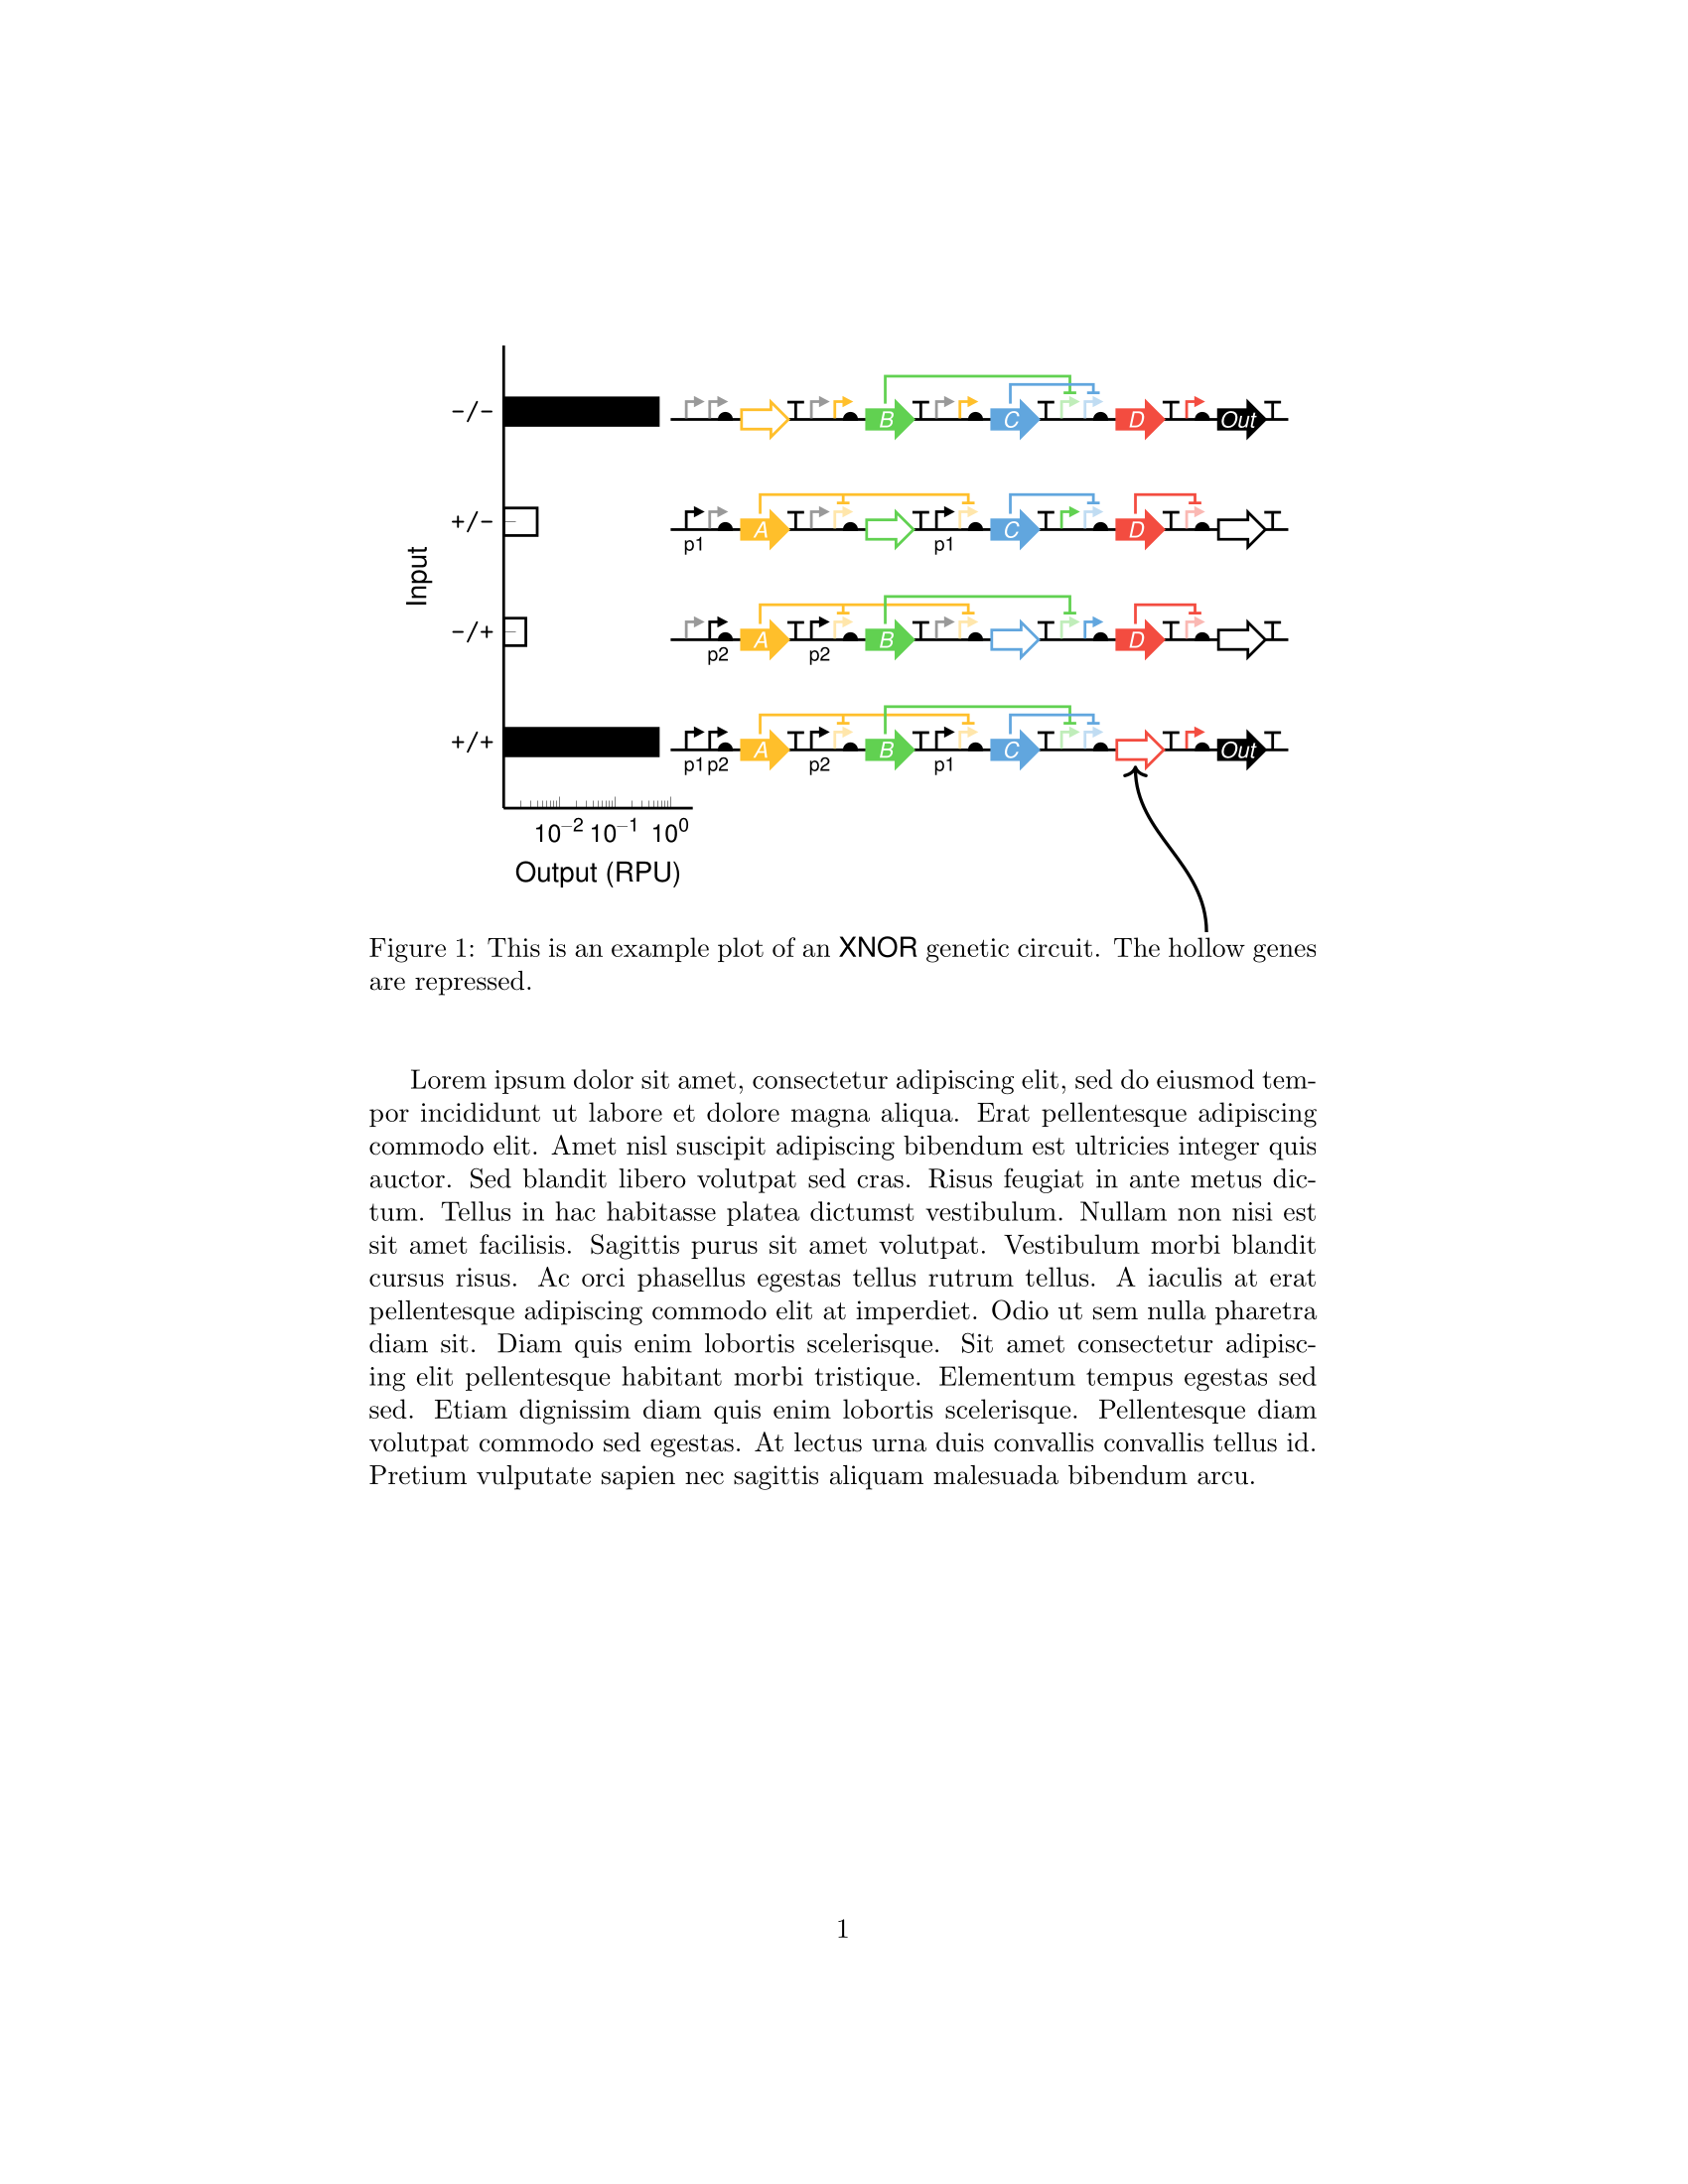 −/−
B
C
D
Out
+/−
A
C
D
p1
p1
Input
−/+
A
B
D
p2
p2
+/+
A
B
C
Out
p1 p2
p2
p1
10−2 10−1 100
Output (RPU)
Figure 1: This is an example plot of an XNOR genetic circuit. The hollow genes
are repressed.
Lorem ipsum dolor sit amet, consectetur adipiscing elit, sed do eiusmod tem-
por incididunt ut labore et dolore magna aliqua. Erat pellentesque adipiscing
commodo elit. Amet nisl suscipit adipiscing bibendum est ultricies integer quis
auctor. Sed blandit libero volutpat sed cras. Risus feugiat in ante metus dic-
tum. Tellus in hac habitasse platea dictumst vestibulum. Nullam non nisi est
sit amet facilisis. Sagittis purus sit amet volutpat. Vestibulum morbi blandit
cursus risus. Ac orci phasellus egestas tellus rutrum tellus. A iaculis at erat
pellentesque adipiscing commodo elit at imperdiet. Odio ut sem nulla pharetra
diam sit. Diam quis enim lobortis scelerisque. Sit amet consectetur adipisc-
ing elit pellentesque habitant morbi tristique. Elementum tempus egestas sed
sed. Etiam dignissim diam quis enim lobortis scelerisque. Pellentesque diam
volutpat commodo sed egestas. At lectus urna duis convallis convallis tellus id.
Pretium vulputate sapien nec sagittis aliquam malesuada bibendum arcu.
1